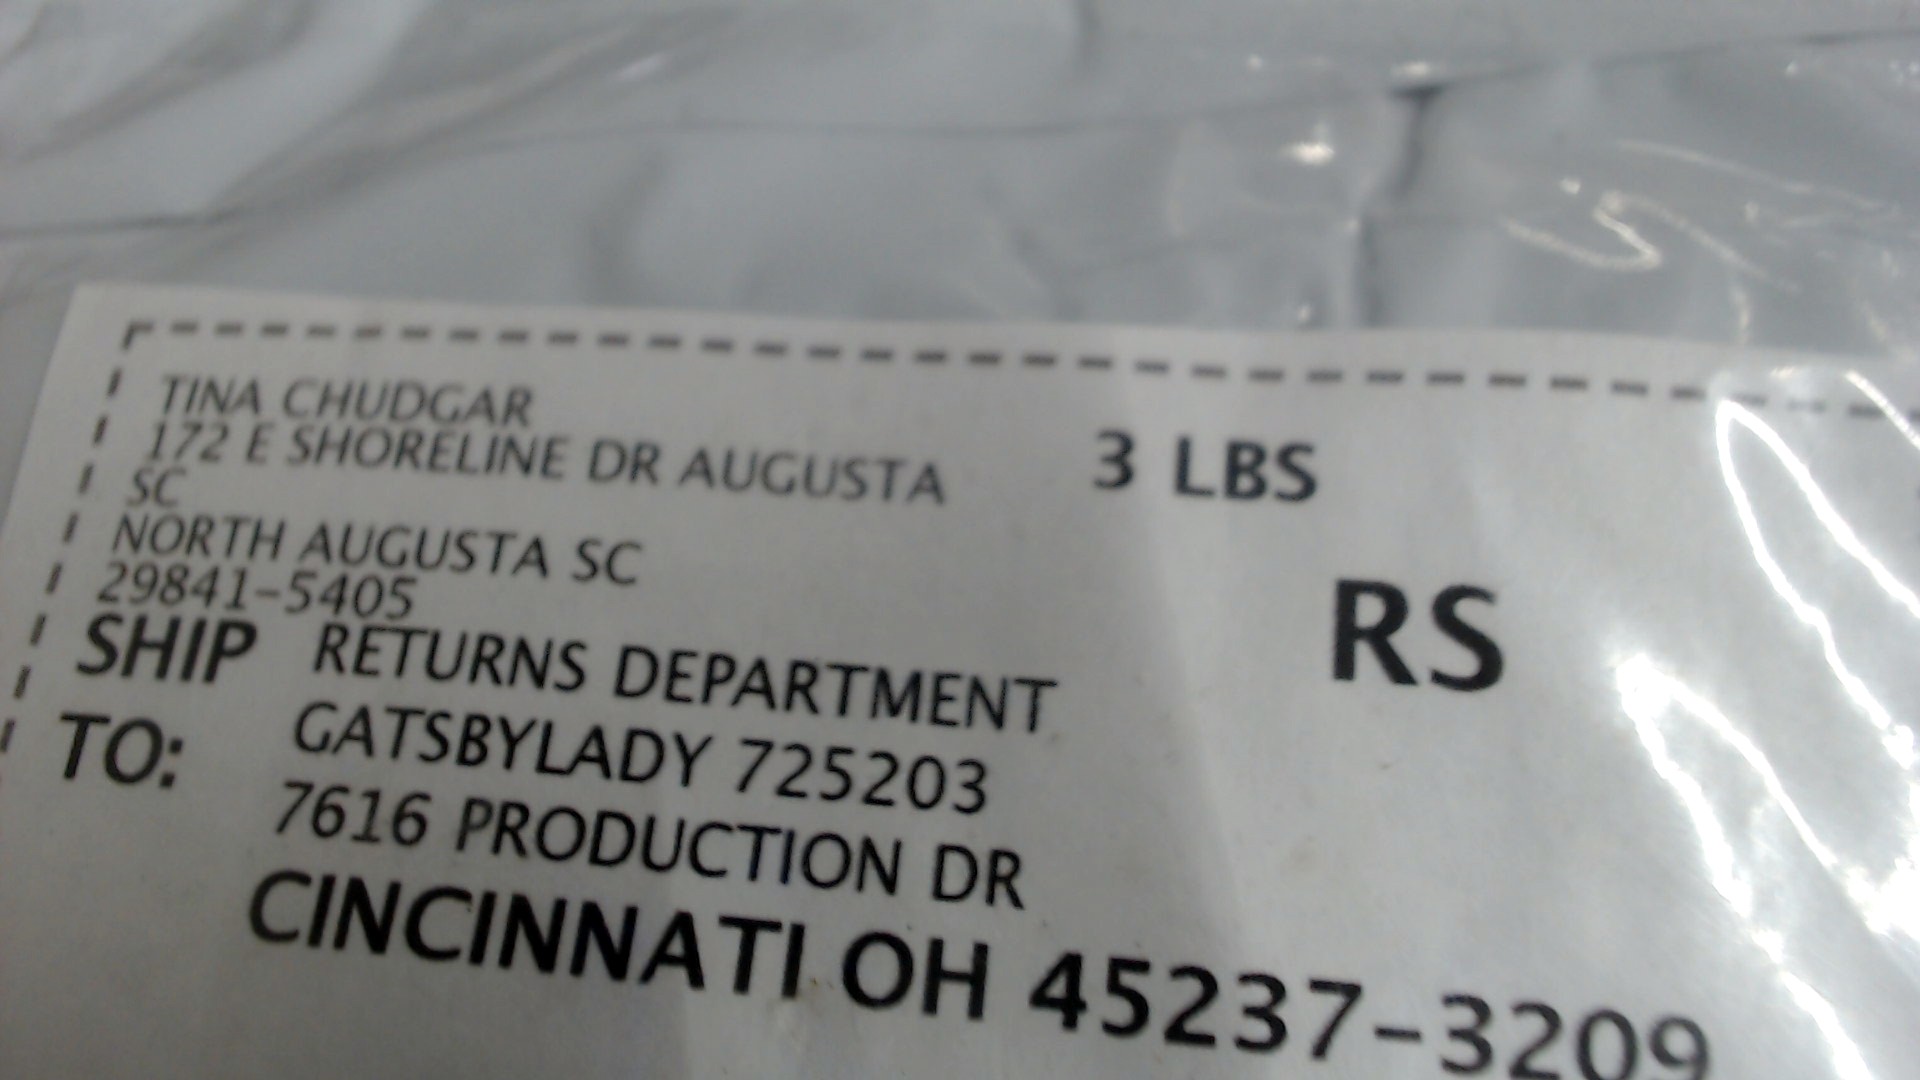 TINA CHUDGAR
172 E SHORELINE DR AUGUSTA
SC
NORTH AUGUSTA SC
29841-5405
3 LBS
RS
SHIP TO:
RETURNS DEPARTMENT
GATSBYLADY 725203
7616 PRODUCTION DR
CINCINNATI OH 45237-3209